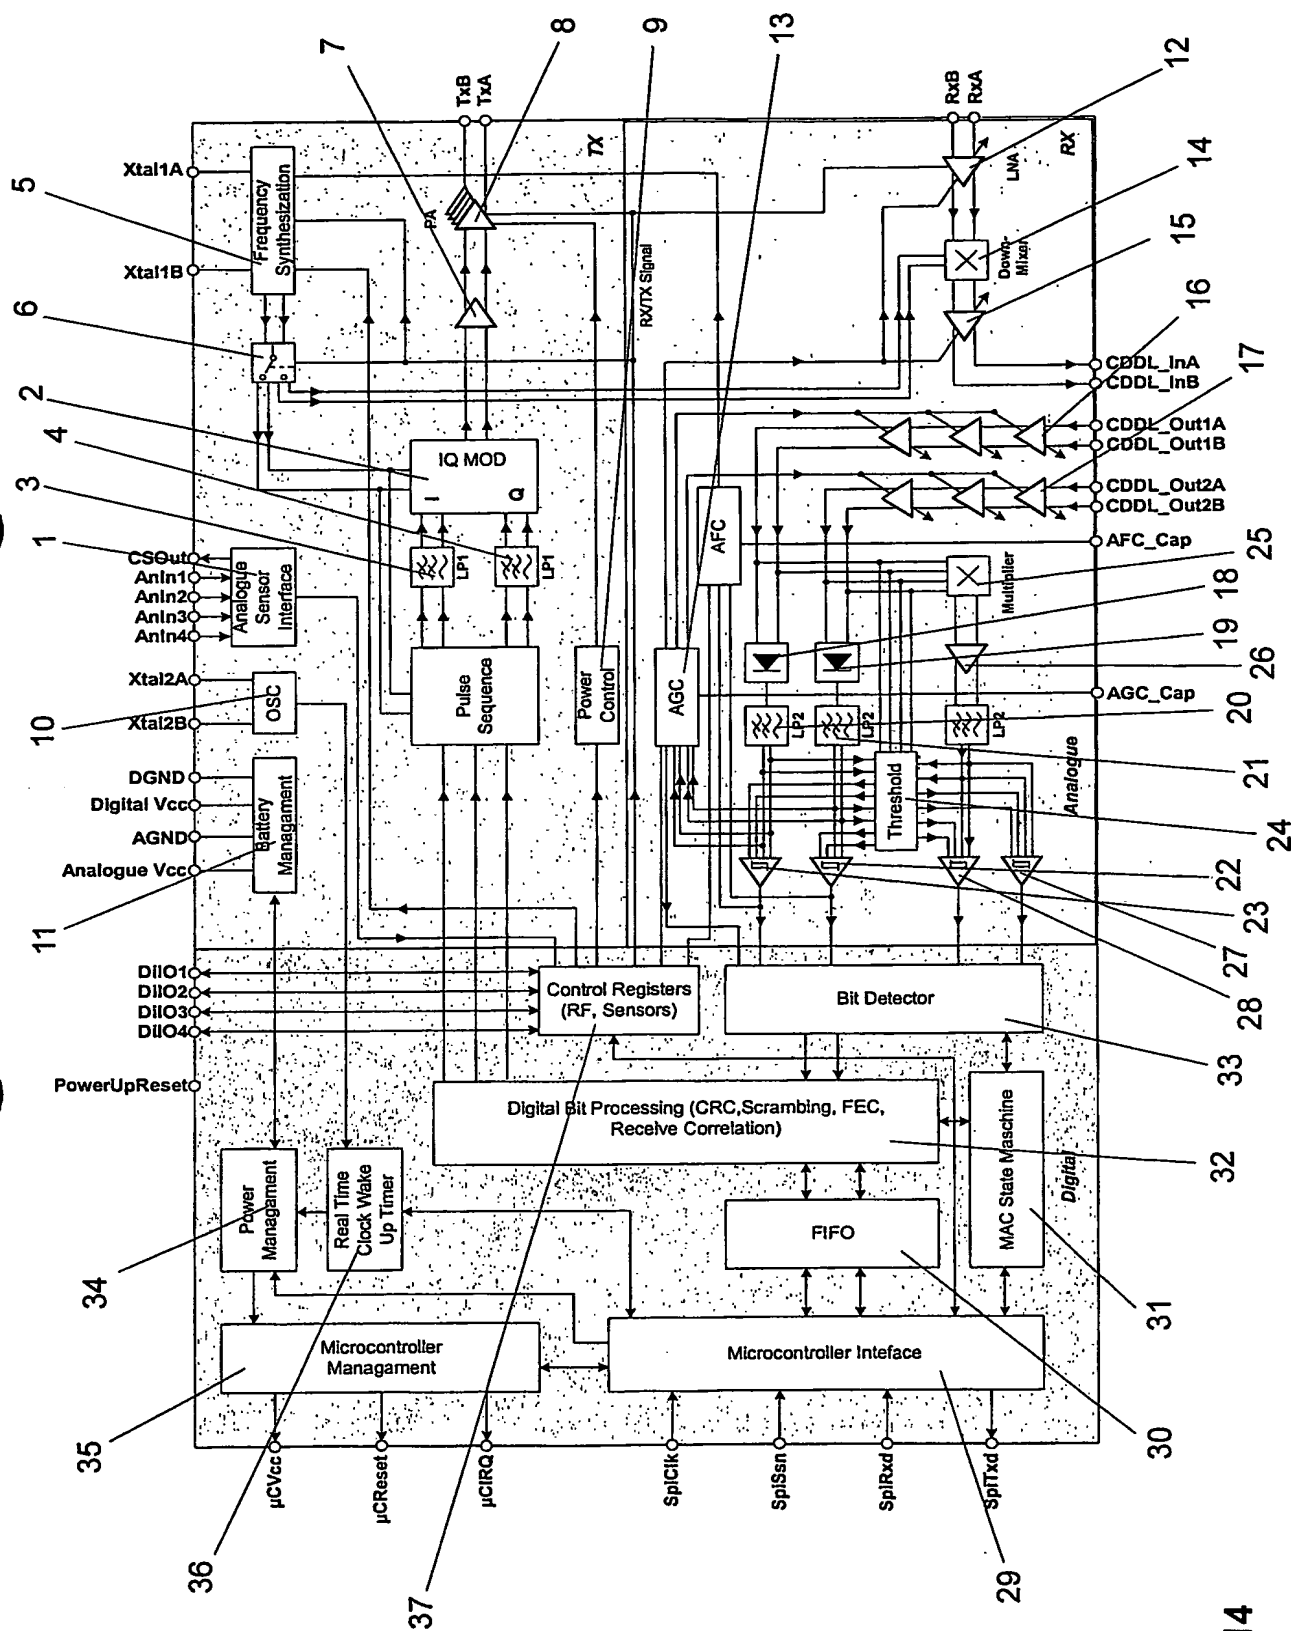 7
8
9
13
12
14
15
16
17
5
6
2
4
3
1
10
11
25
18
19
26
20
21
24
22
23
27
28
33
32
31
30
29
34
35
36
37
Xtal1A
Xtal1B
CSOut
AnIn1
AnIn2
AnIn3
AnIn4
Xtal2A
Xtal2B
DGND
Digital Vcc
AGND
Analogue Vcc
DiIO1
DiIO2
DiIO3
DiIO4
PowerUpReset
TxB
TxA
RxB
RxA
CDDL_InA
CDDL_InB
CDDL_Out1A
CDDL_Out1B
CDDL_Out2A
CDDL_Out2B
AFC_Cap
AGC_Cap
µCVcc
µCReset
µCIRQ
SpiClk
SpiSsn
SpiRxd
SpiTxd
Frequency
Synthesization
PA
TX
RX
LNA
RX/TX Signal
Down-
Mixer
IQ MOD
I
Q
LP1
LP1
Analogue
Sensor
Interface
OSC
Pulse
Sequence
Power
Control
AGC
AFC
Multiplier
LP2
LP2
LP2
Threshold
Analogue
Battery
Managament
Control Registers
(RF, Sensors)
Bit Detector
Digital Bit Processing (CRC,Scrambing, FEC,
Receive Correlation)
MAC State Maschine
Digital
Power
Managament
Real Time
Clock Wake
Up Timer
FIFO
Microcontroller
Managament
Microcontroller Inteface
14